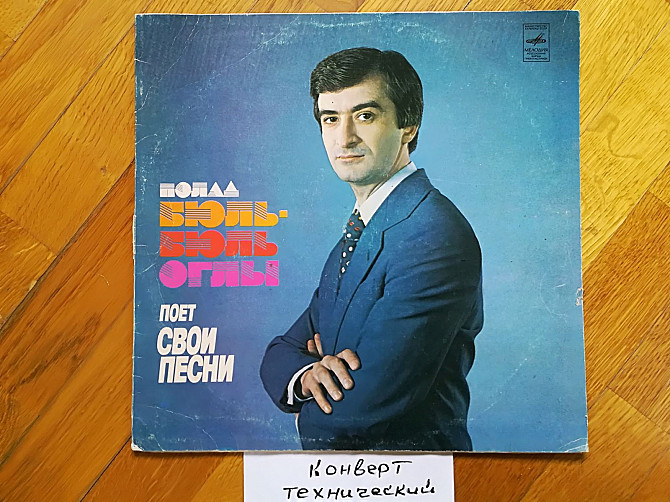 МЕЛОДИЯ
ПОЛАД
БЮЛЬ-
БЮЛЬ
ОГЛЫ
ПОЕТ
СВОИ
ПЕСНИ
Конверт
технический